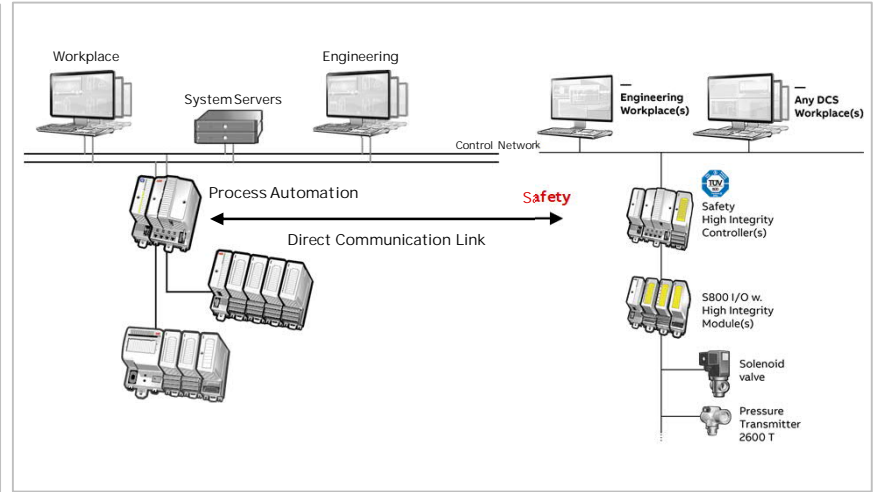 Workplace
Engineering
System Servers
Control Network
Process Automation
Safety
Direct Communication Link
Engineering
Workplace(s)
Any DCS
Workplace(s)
TÜV
Safety
High Integrity
Controller(s)
S800 I/O w.
High Integrity
Module(s)
Solenoid
valve
Pressure
Transmitter
2600 T